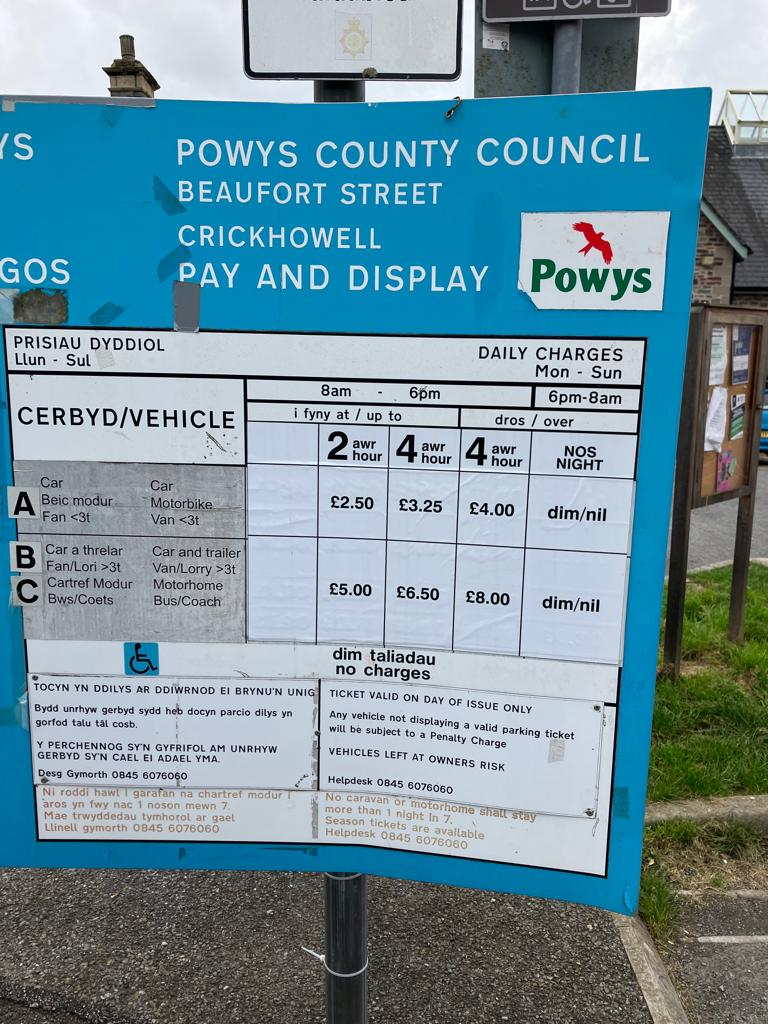 YS
GOS
POWYS COUNTY COUNCIL
BEAUFORT STREET
CRICKHOWELL
PAY AND DISPLAY
Powys
PRISIAU DYDDIOL
Llun - Sul
DAILY CHARGES
Mon - Sun
8am - 6pm
6pm-8am
i fyny at / up to
dros / over
CERBYD/VEHICLE
2 awr hour
4 awr hour
4 awr hour
NOS
NIGHT
A
Car
Beic modur
Fan <3t
Car
Motorbike
Van <3t
£2.50
£3.25
£4.00
dim/nil
B
C
Car a threlar
Fan/Lori >3t
Cartref Modur
Bws/Coets
Car and trailer
Van/Lorry >3t
Motorhome
Bus/Coach
£5.00
£6.50
£8.00
dim/nil
dim taliadau
no charges
TOCYN YN DDILYS AR DDIWRNOD EI BRYNU'N UNIG
Bydd unrhyw gerbyd sydd heb docyn parcio dilys yn
gorfod talu tâl cosb.
Y PERCHENNOG SY'N GYFRIFOL AM UNRHYW
GERBYD SY'N CAEL EI ADAEL YMA.
Desg Gymorth 0845 6076060
TICKET VALID ON DAY OF ISSUE ONLY
Any vehicle not displaying a valid parking ticket
will be subject to a Penalty Charge
VEHICLES LEFT AT OWNERS RISK
Helpdesk 0845 6076060
Ni roddi hawl i garafan na chartref modur i
aros yn fwy nac 1 noson mewn 7.
Mae trwyddedau tymhorol ar gael
Llinell gymorth 0845 6076060
No caravan or motorhome shall stay
more than 1 night in 7.
Season tickets are available
Helpdesk 0845 6076060